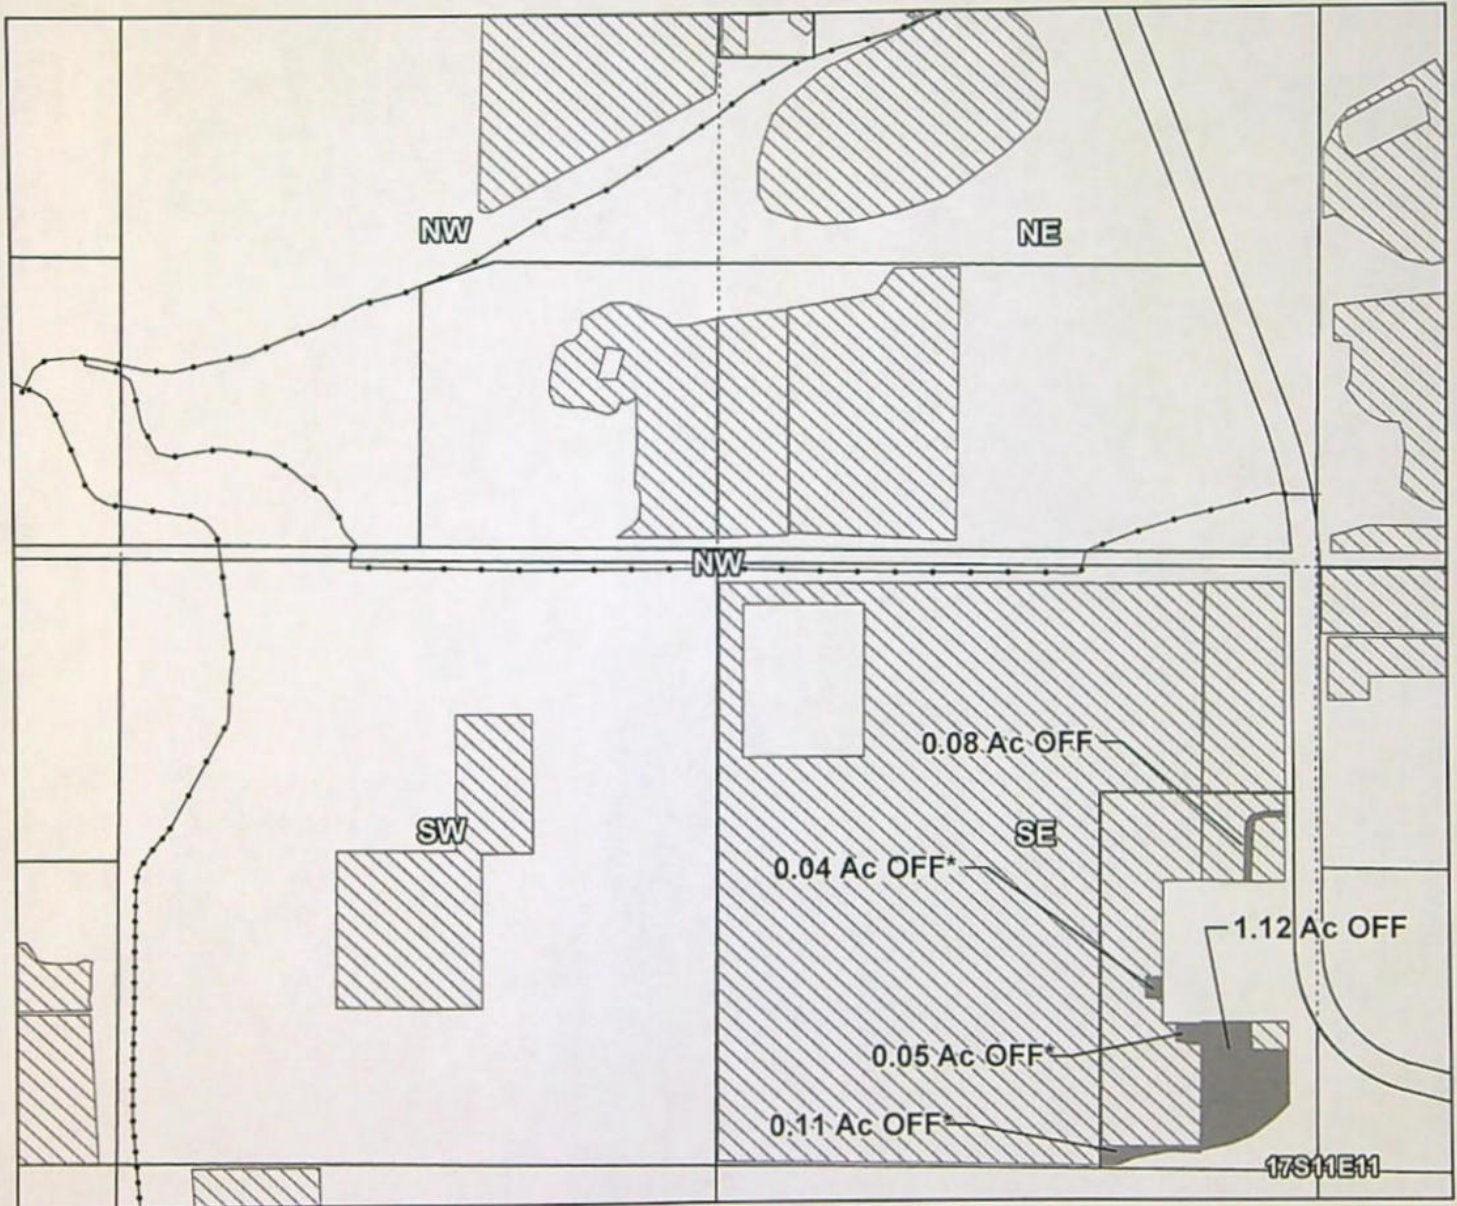 NW
NE
NW
0.08 Ac OFF
SW
SE
0.04 Ac OFF*
1.12 Ac OFF
0.05 Ac OFF*
0.11 Ac OFF*
17S11E11